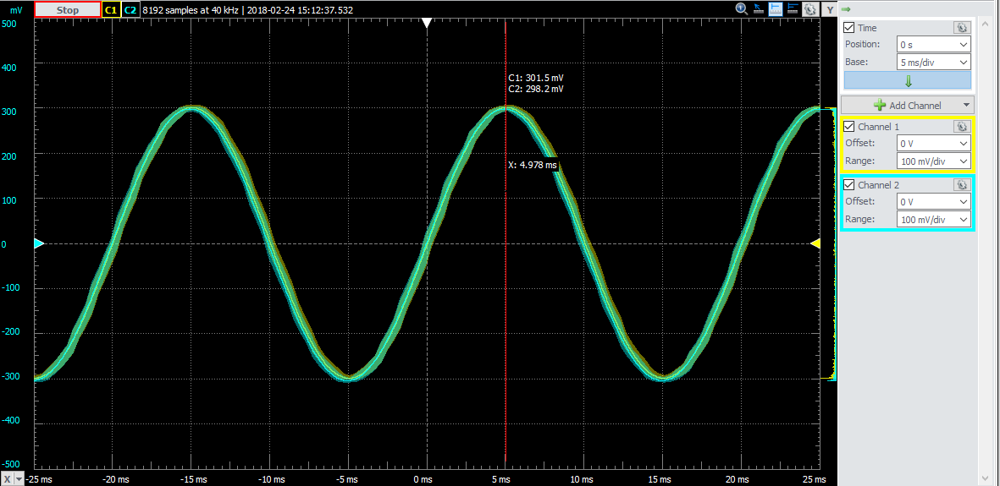 mV Stop C1 C2 8192 samples at 40 kHz | 2018-02-24 15:12:37.532 Y
500
400
300
200
100
0
-100
-200
-300
-400
-500
C1: 301.5 mV
C2: 298.2 mV
X: 4.978 ms
X -25 ms -20 ms -15 ms -10 ms -5 ms 0 ms 5 ms 10 ms 15 ms 20 ms 25 ms
Time
Position: 0 s
Base: 5 ms/div
Add Channel
Channel 1
Offset: 0 V
Range: 100 mV/div
Channel 2
Offset: 0 V
Range: 100 mV/div